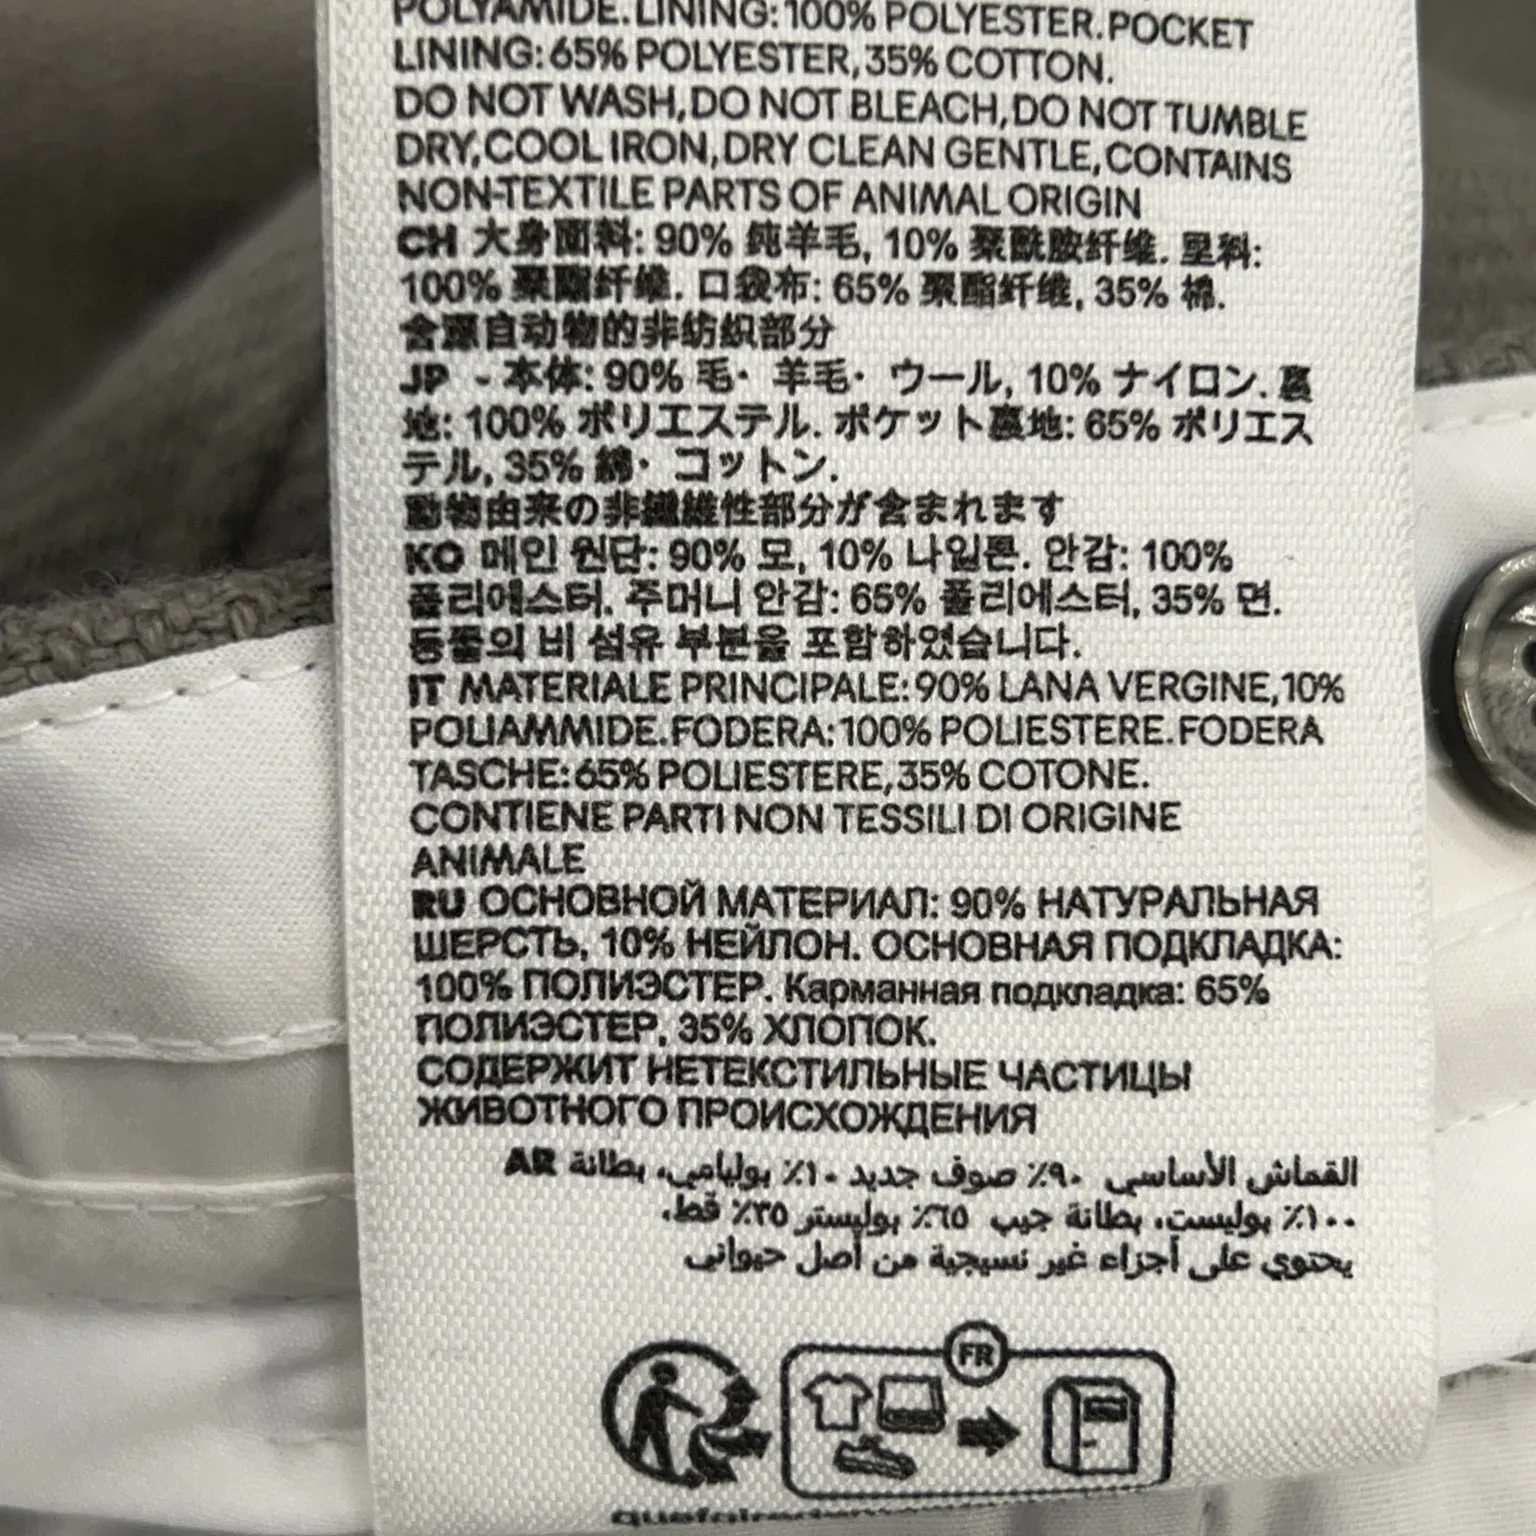 POLYAMIDE.LINING:100% POLYESTER.POCKET
LINING:65% POLYESTER,35% COTTON.
DO NOT WASH,DO NOT BLEACH,DO NOT TUMBLE
DRY,COOL IRON,DRY CLEAN GENTLE,CONTAINS
NON-TEXTILE PARTS OF ANIMAL ORIGIN
CH 大身面料: 90% 纯羊毛, 10% 聚酰胺纤维. 里料:
100% 聚酯纤维. 口袋布: 65% 聚酯纤维, 35% 棉.
含源自动物的非纺织部分
JP - 本体: 90% 毛・ 羊毛・ ウール, 10% ナイロン. 裏
地: 100% ポリエステル. ポケット裏地: 65% ポリエス
テル, 35% 綿・ コットン.
動物由来の非繊維性部分が含まれます
KO 메인 원단: 90% 모, 10% 나일론. 안감: 100%
폴리에스터. 주머니 안감: 65% 폴리에스터, 35% 면.
동물의 비 섬유 부분을 포함하였습니다.
IT MATERIALE PRINCIPALE:90% LANA VERGINE,10%
POLIAMMIDE.FODERA:100% POLIESTERE.FODERA
TASCHE:65% POLIESTERE,35% COTONE.
CONTIENE PARTI NON TESSILI DI ORIGINE
ANIMALE
RU ОСНОВНОЙ МАТЕРИАЛ: 90% НАТУРАЛЬНАЯ
ШЕРСТЬ, 10% НЕЙЛОН. ОСНОВНАЯ ПОДКЛАДКА:
100% ПОЛИЭСТЕР. Карманная подкладка: 65%
ПОЛИЭСТЕР, 35% ХЛОПОК.
СОДЕРЖИТ НЕТЕКСТИЛЬНЫЕ ЧАСТИЦЫ
ЖИВОТНОГО ПРОИСХОЖДЕНИЯ
القماش الأساسي ٩٠٪ صوف جديد ١٠٪ بوليامي، بطانة AR
١٠٠٪ بوليست، بطانة جيب ٦٥٪ بوليستر ٣٥٪ قط.
يحتوي على أجزاء غير نسيجية من أصل حيواني
FR